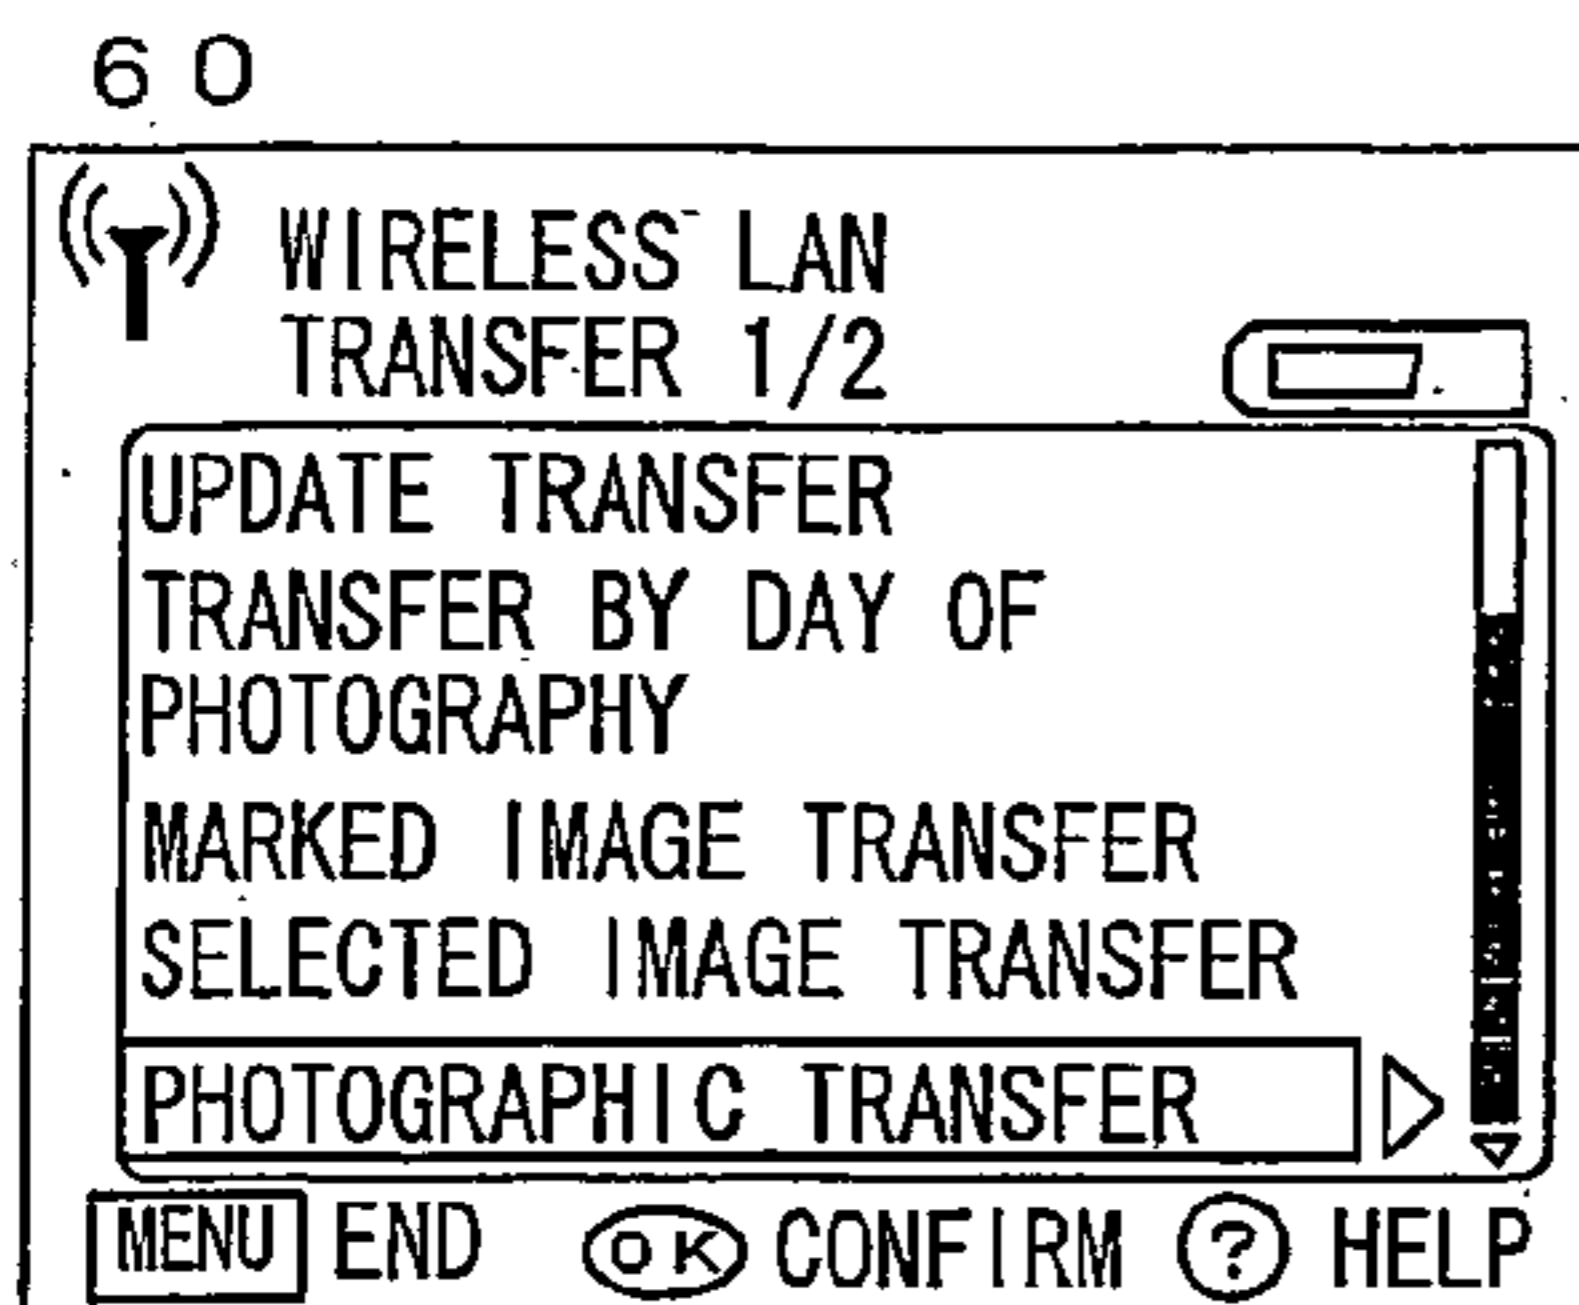 60
WIRELESS LAN
TRANSFER 1/2
UPDATE TRANSFER
TRANSFER BY DAY OF
PHOTOGRAPHY
MARKED IMAGE TRANSFER
SELECTED IMAGE TRANSFER
PHOTOGRAPHIC TRANSFER
MENU END OK CONFIRM ? HELP